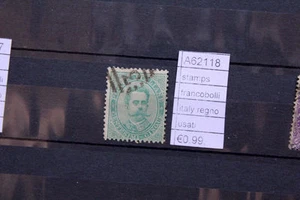 A62118
stamps
francobolli
italy regno
usati
€0.99